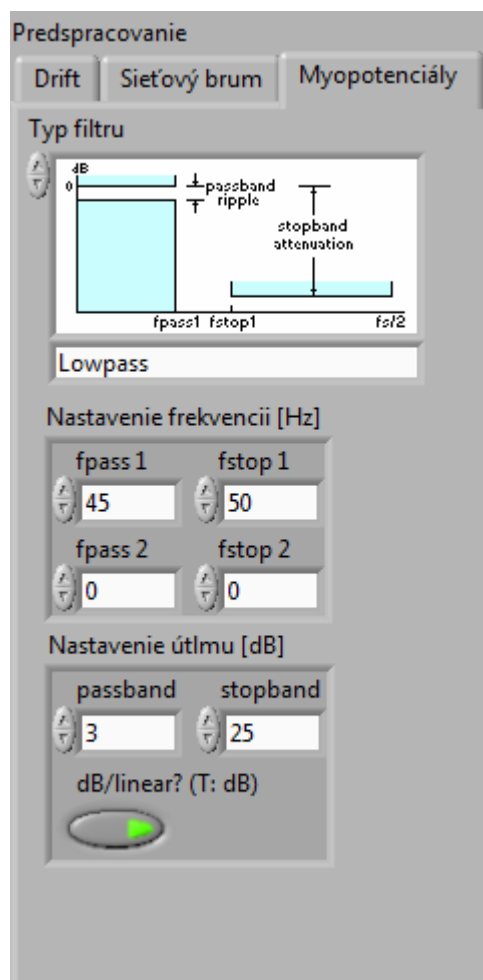 Predspracovanie
Drift Sieťový brum Myopotenciály
Typ filtru
dB
0
passband
ripple
stopband
attenuation
fpass1 fstop1 fs/2
Lowpass
Nastavenie frekvencii [Hz]
fpass 1 fstop 1
45 50
fpass 2 fstop 2
0 0
Nastavenie útlmu [dB]
passband stopband
3 25
dB/linear? (T: dB)